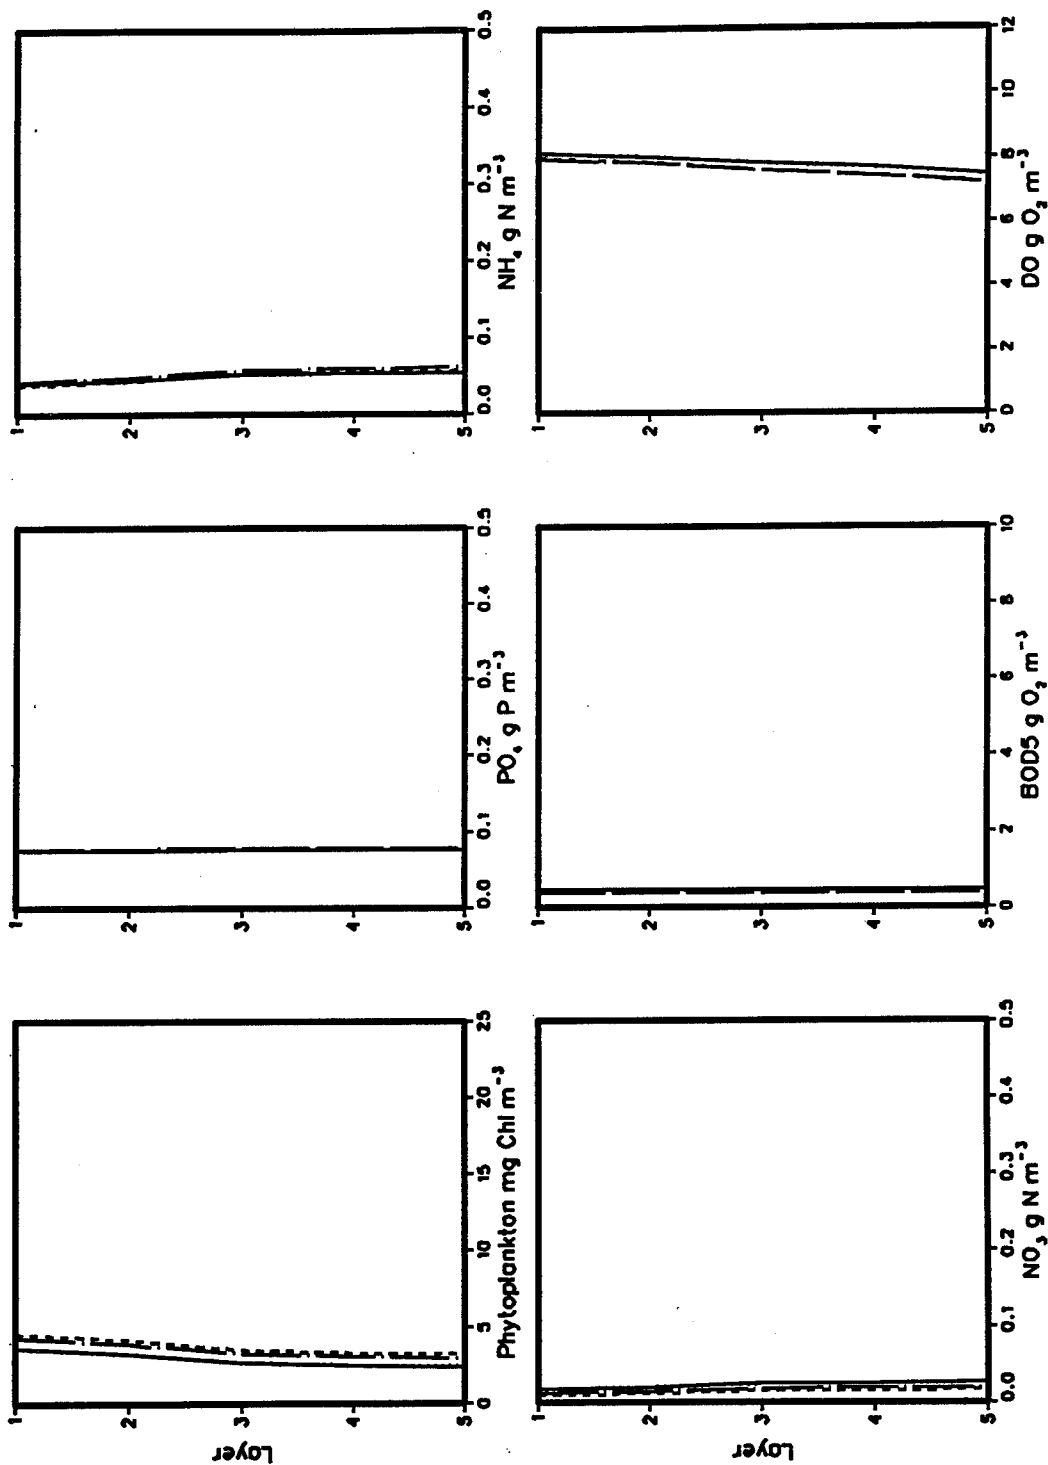 Layer
1
2
3
4
5
0 5 10 15 20 25
Phytoplankton mg Chl m⁻³
1
2
3
4
5
0.0 0.1 0.2 0.3 0.4 0.5
PO₄ g P m⁻³
1
2
3
4
5
0.0 0.1 0.2 0.3 0.4 0.5
NH₄ g N m⁻³
Layer
1
2
3
4
5
0.0 0.1 0.2 0.3 0.4 0.5
NO₃ g N m⁻³
1
2
3
4
5
0 2 4 6 8 10
BOD5 g O₂ m⁻³
1
2
3
4
5
0 2 4 6 8 10 12
DO g O₂ m⁻³